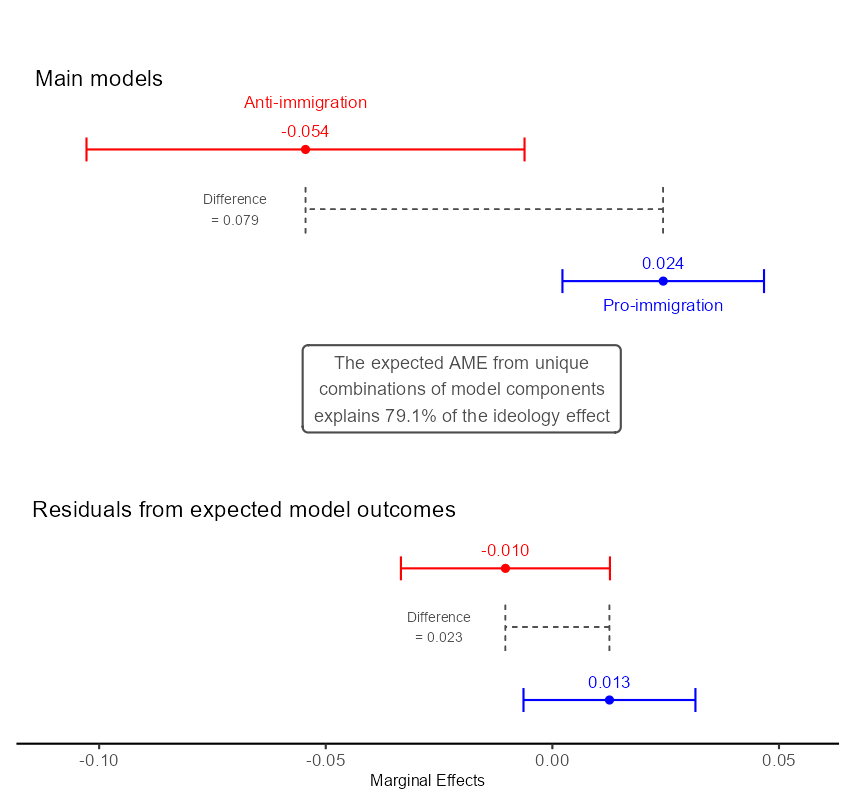 Main models
Anti-immigration
-0.054
Difference
= 0.079
0.024
Pro-immigration
The expected AME from unique
combinations of model components
explains 79.1% of the ideology effect
Residuals from expected model outcomes
-0.010
Difference
= 0.023
0.013
-0.10 -0.05 0.00 0.05
Marginal Effects